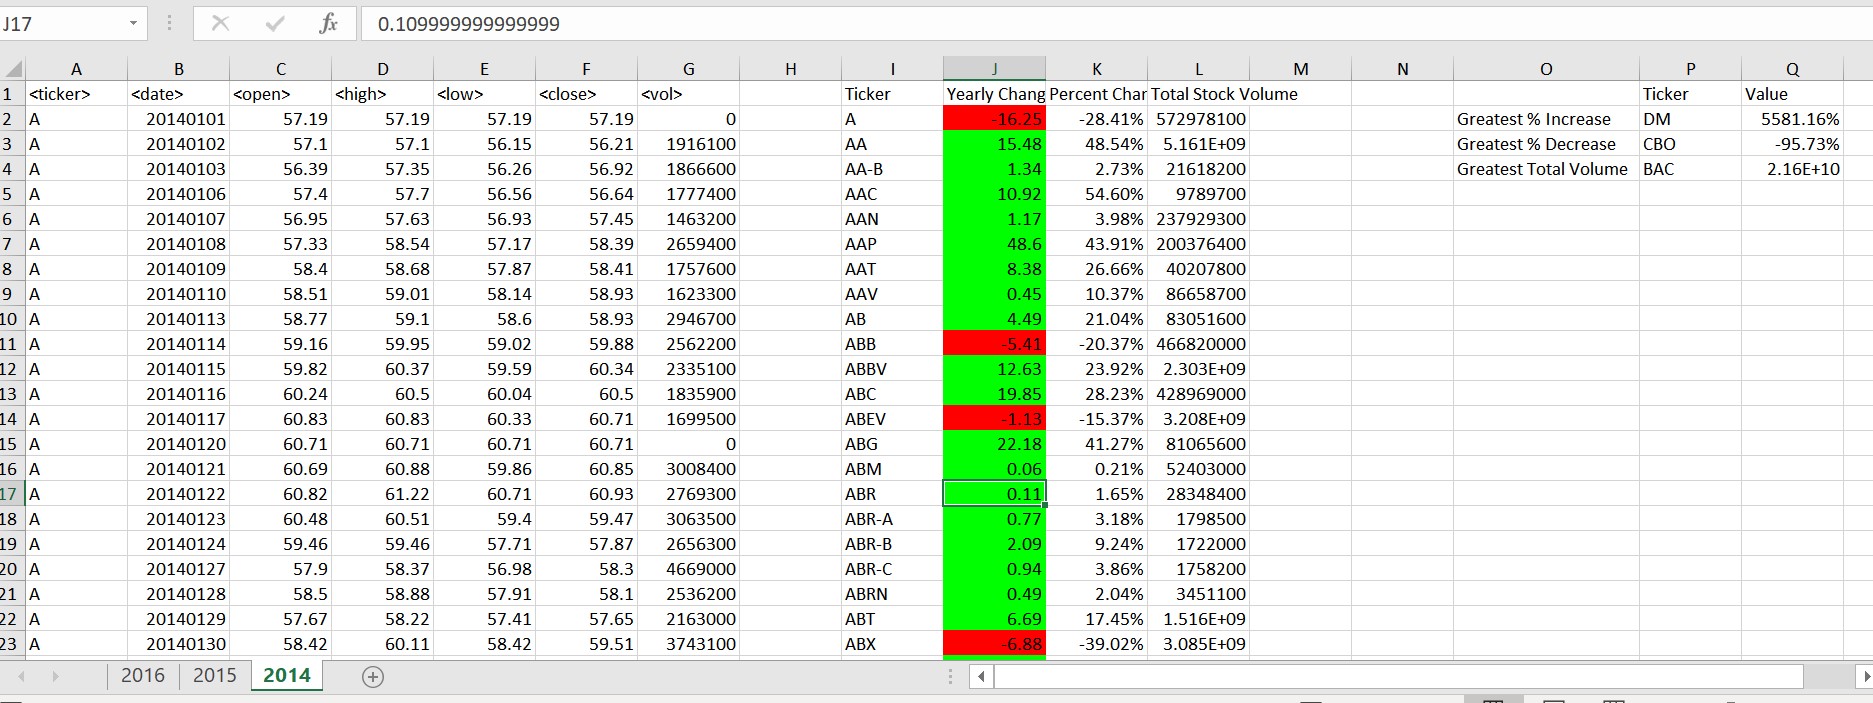 J17 fx 0.109999999999999
A B C D E F G H I J K L M N O P Q
1 <ticker> <date> <open> <high> <low> <close> <vol> Ticker Yearly Chang Percent Char Total Stock Volume Ticker Value
2 A 20140101 57.19 57.19 57.19 57.19 0 A -16.25 -28.41% 572978100 Greatest % Increase DM 5581.16%
3 A 20140102 57.1 57.1 56.15 56.21 1916100 AA 15.48 48.54% 5.161E+09 Greatest % Decrease CBO -95.73%
4 A 20140103 56.39 57.35 56.26 56.92 1866600 AA-B 1.34 2.73% 21618200 Greatest Total Volume BAC 2.16E+10
5 A 20140106 57.4 57.7 56.56 56.64 1777400 AAC 10.92 54.60% 9789700
6 A 20140107 56.95 57.63 56.93 57.45 1463200 AAN 1.17 3.98% 237929300
7 A 20140108 57.33 58.54 57.17 58.39 2659400 AAP 48.6 43.91% 200376400
8 A 20140109 58.4 58.68 57.87 58.41 1757600 AAT 8.38 26.66% 40207800
9 A 20140110 58.51 59.01 58.14 58.93 1623300 AAV 0.45 10.37% 86658700
10 A 20140113 58.77 59.1 58.6 58.93 2946700 AB 4.49 21.04% 83051600
11 A 20140114 59.16 59.95 59.02 59.88 2562200 ABB -5.41 -20.37% 466820000
12 A 20140115 59.82 60.37 59.59 60.34 2335100 ABBV 12.63 23.92% 2.303E+09
13 A 20140116 60.24 60.5 60.04 60.5 1835900 ABC 19.85 28.23% 428969000
14 A 20140117 60.83 60.83 60.33 60.71 1699500 ABEV -1.13 -15.37% 3.208E+09
15 A 20140120 60.71 60.71 60.71 60.71 0 ABG 22.18 41.27% 81065600
16 A 20140121 60.69 60.88 59.86 60.85 3008400 ABM 0.06 0.21% 52403000
17 A 20140122 60.82 61.22 60.71 60.93 2769300 ABR 0.11 1.65% 28348400
18 A 20140123 60.48 60.51 59.4 59.47 3063500 ABR-A 0.77 3.18% 1798500
19 A 20140124 59.46 59.46 57.71 57.87 2656300 ABR-B 2.09 9.24% 1722000
20 A 20140127 57.9 58.37 56.98 58.3 4669000 ABR-C 0.94 3.86% 1758200
21 A 20140128 58.5 58.88 57.91 58.1 2536200 ABRN 0.49 2.04% 3451100
22 A 20140129 57.67 58.22 57.41 57.65 2163000 ABT 6.69 17.45% 1.516E+09
23 A 20140130 58.42 60.11 58.42 59.51 3743100 ABX -6.88 -39.02% 3.085E+09
2016 2015 2014